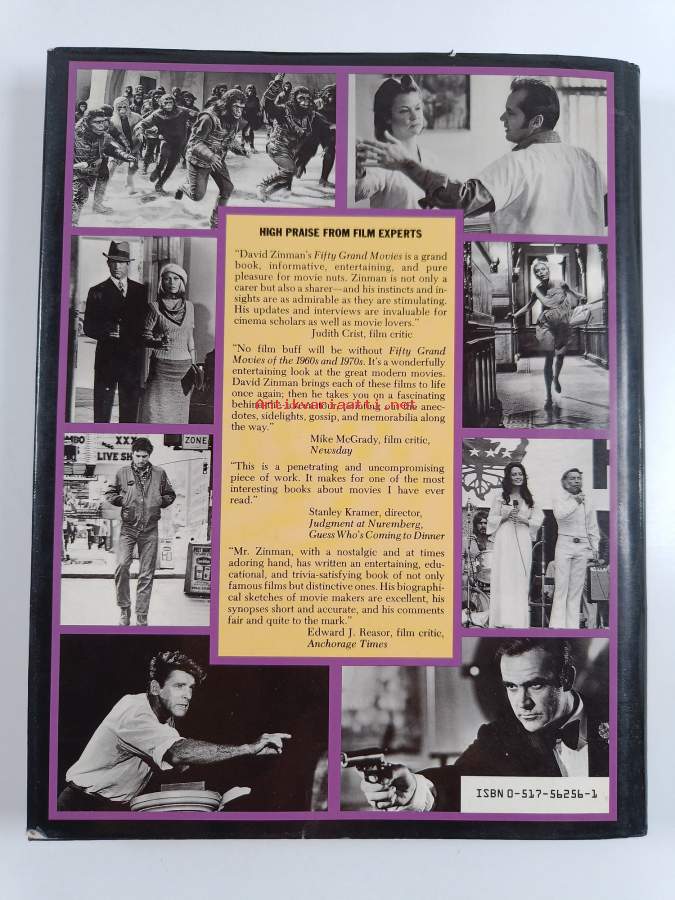 HIGH PRAISE FROM FILM EXPERTS
"David Zinman's Fifty Grand Movies is a grand
book, informative, entertaining, and pure
pleasure for movie nuts. Zinman is not only a
carer but also a sharer—and his instincts and in-
sights are as admirable as they are stimulating.
His updates and interviews are invaluable for
cinema scholars as well as movie lovers."
Judith Crist, film critic
"No film buff will be without Fifty Grand
Movies of the 1960s and 1970s. It's a wonderfully
entertaining look at the great modern movies.
David Zinman brings each of these films to life
once again; then he takes you on a fascinating
the anec-
dotes, sidelights, gossip, and memorabilia along
the way."
Antikvariaatti.net
Mike McGrady, film critic,
Newsday
"This is a penetrating and uncompromising
piece of work. It makes for one of the most
interesting books about movies I have ever
read."
Stanley Kramer, director,
Judgment at Nuremberg,
Guess Who's Coming to Dinner
"Mr. Zinman, with a nostalgic and at times
adoring hand, has written an entertaining, edu-
cational, and trivia-satisfying book of not only
famous films but distinctive ones. His biographi-
cal sketches of movie makers are excellent, his
synopses short and accurate, and his comments
fair and quite to the mark."
Edward J. Reasor, film critic,
Anchorage Times
XXX
LIVE SH
ZONE
ISBN 0-517-56256-1